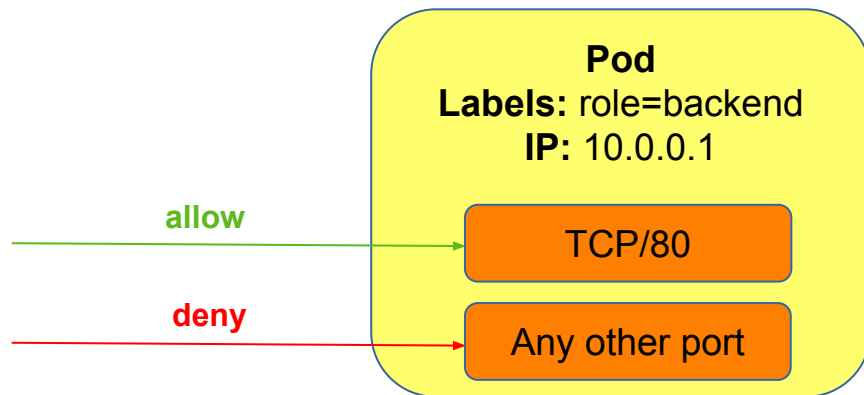 Pod
Labels: role=backend
IP: 10.0.0.1
allow
TCP/80
deny
Any other port